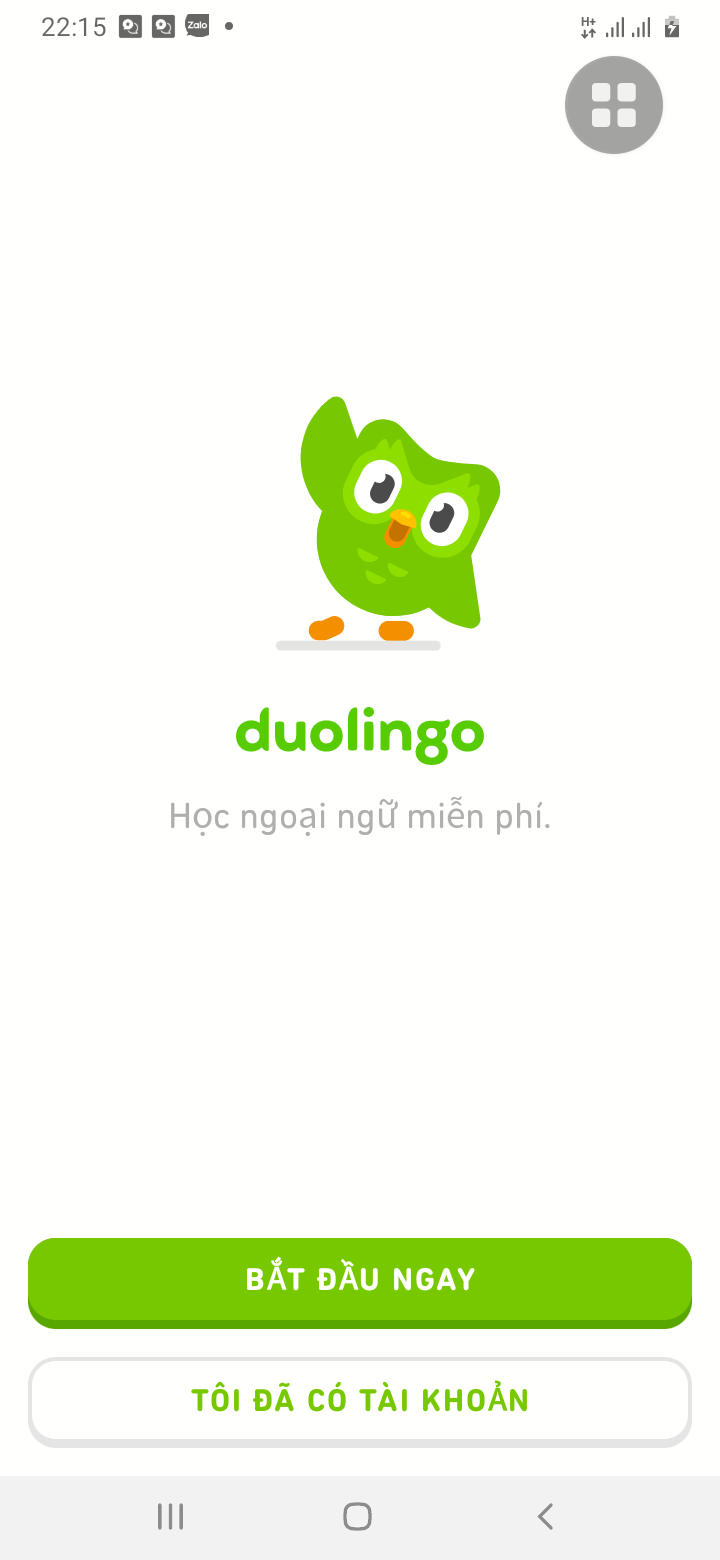 22:15
Zalo
H+
duolingo
Học ngoại ngữ miễn phí.
BẮT ĐẦU NGAY
TÔI ĐÃ CÓ TÀI KHOẢN